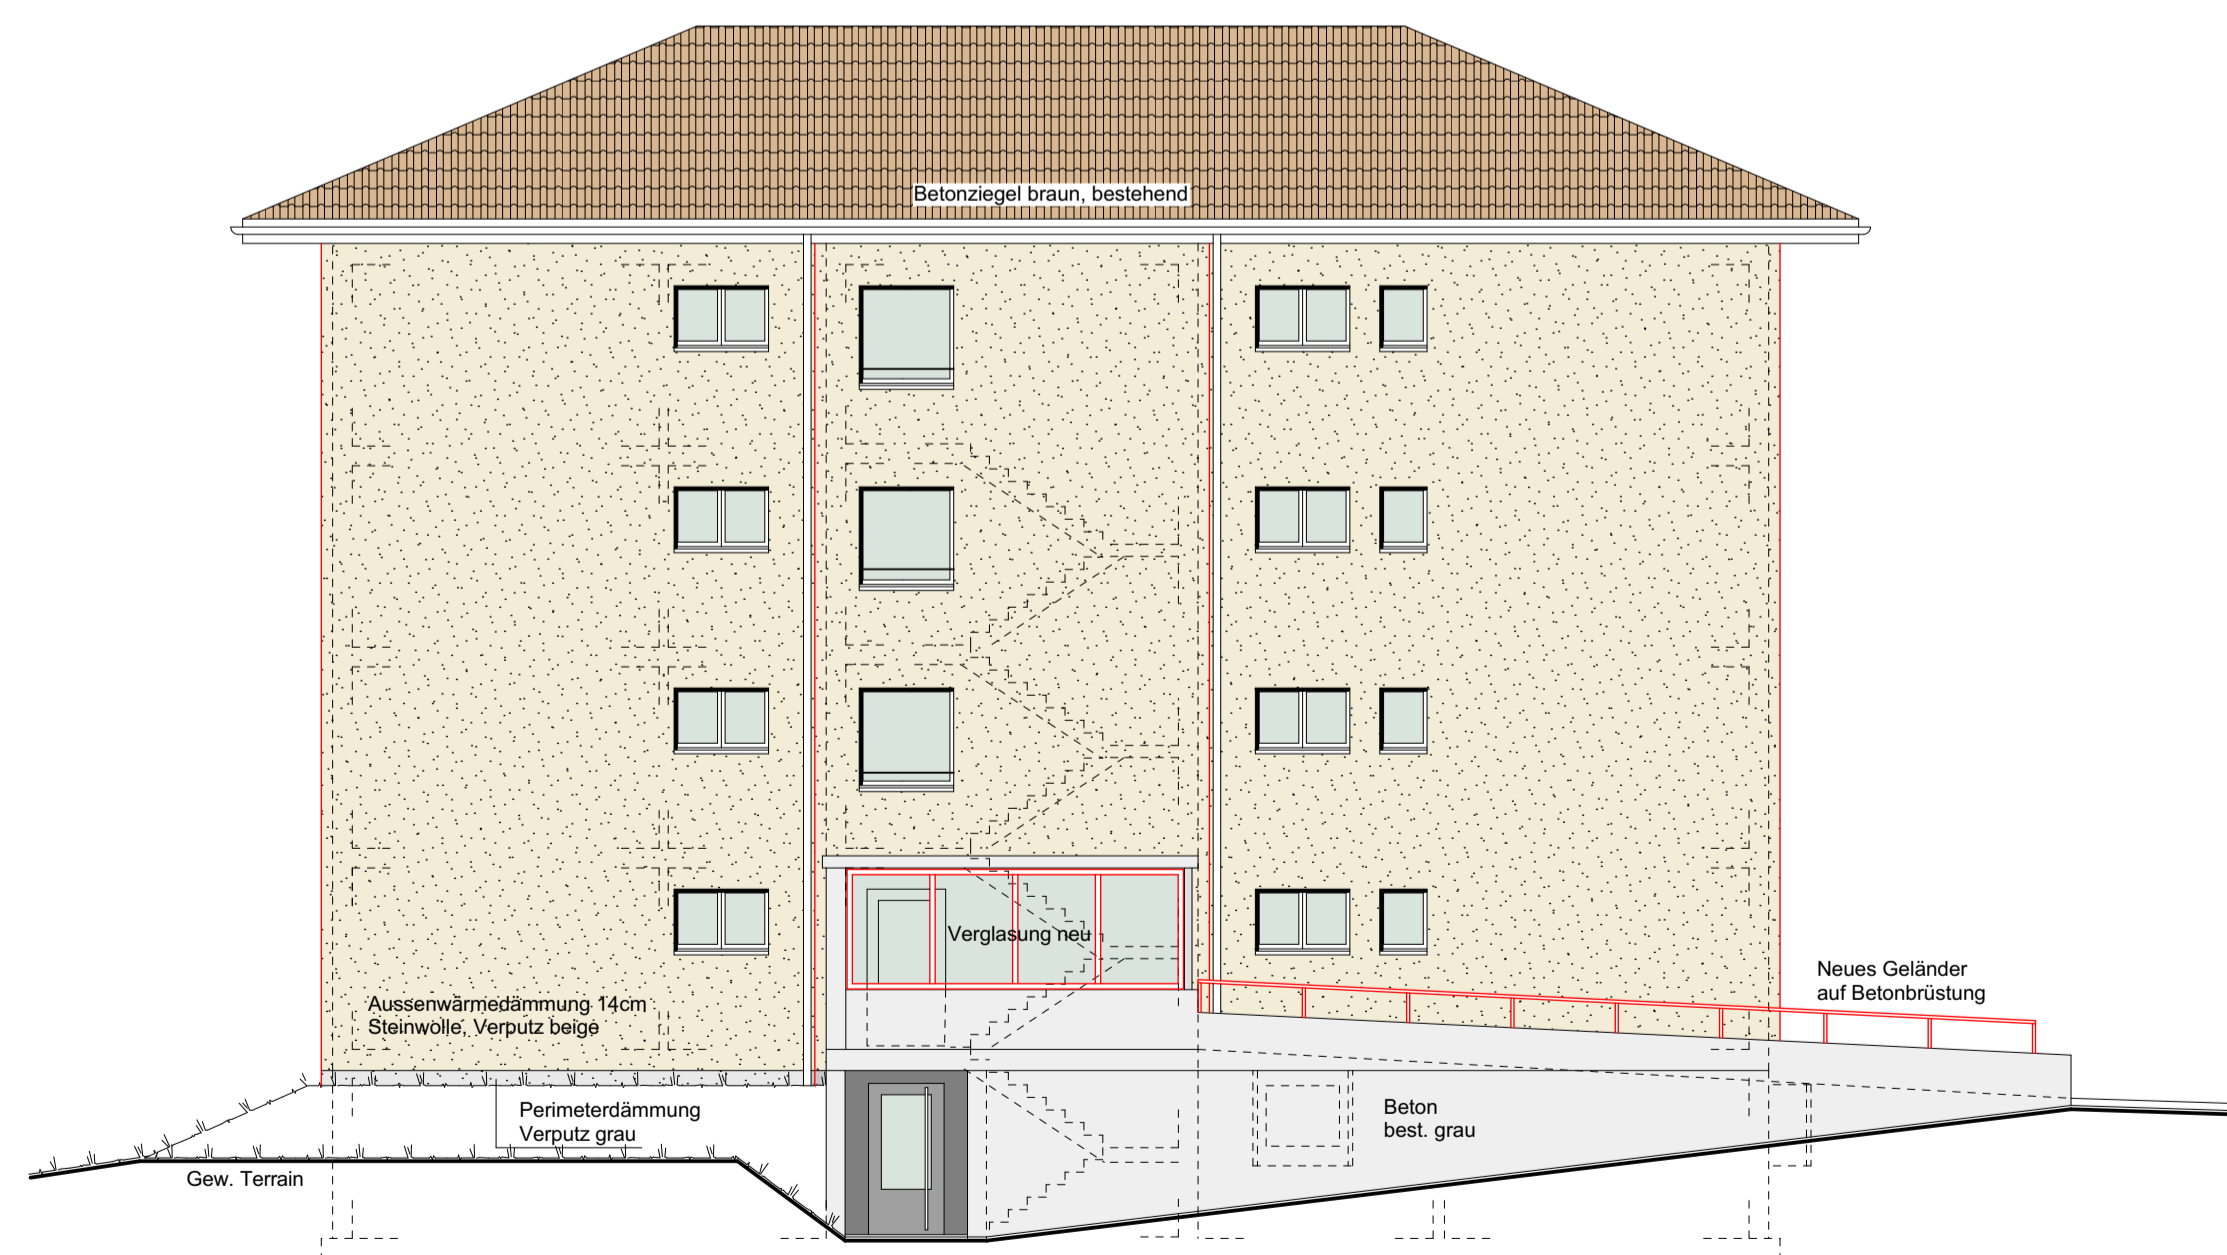 Betonziegel braun, bestehend
Verglasung neu
Neues Geländer
auf Betonbrüstung
Aussenwärmedämmung 14cm
Steinwolle, Verputz beige
Perimeterdämmung
Verputz grau
Beton
best. grau
Gew. Terrain